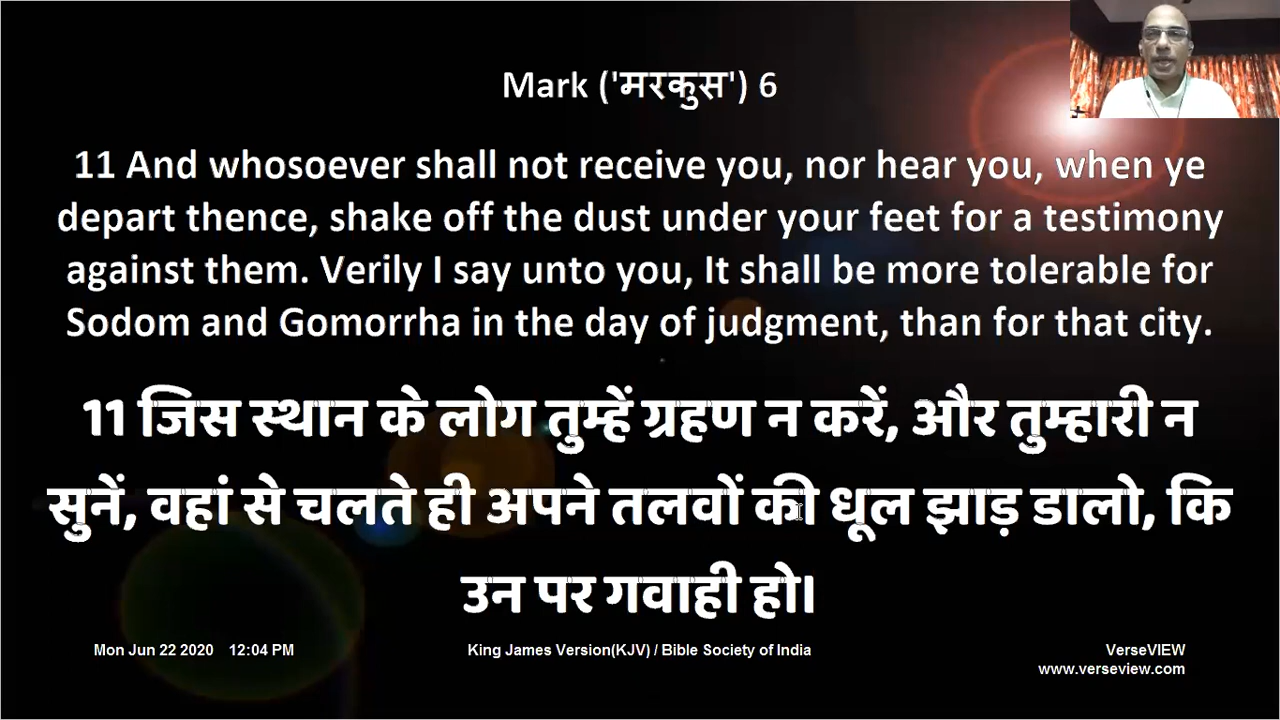 Mark ('मरकुस') 6
11 And whosoever shall not receive you, nor hear you, when ye
depart thence, shake off the dust under your feet for a testimony
against them. Verily I say unto you, It shall be more tolerable for
Sodom and Gomorrha in the day of judgment, than for that city.
11 जिस स्थान के लोग तुम्हें ग्रहण न करें, और तुम्हारी न
सुनें, वहां से चलते ही अपने तलवों की धूल झाड़ डालो, कि
उन पर गवाही हो।
Mon Jun 22 2020 12:04 PM
King James Version(KJV) / Bible Society of India
VerseVIEW
www.verseview.com